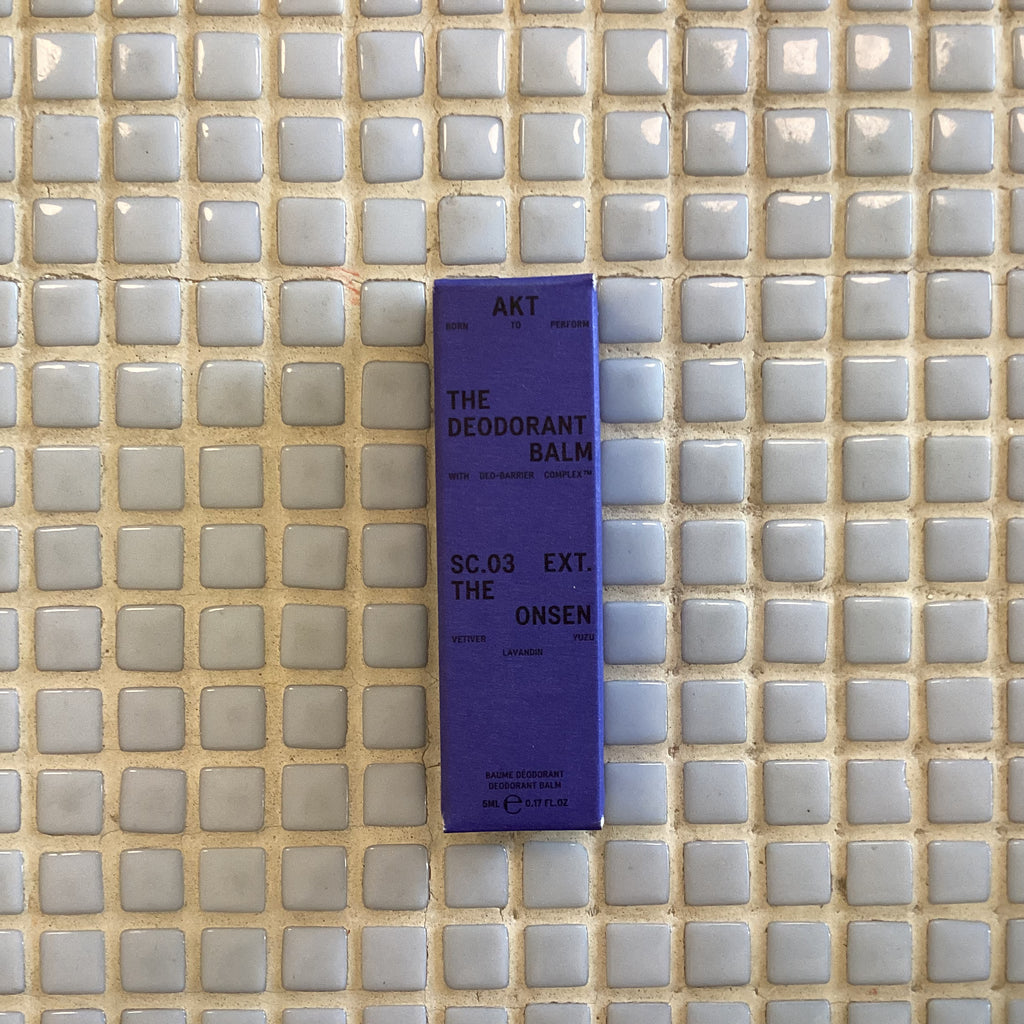 AKT
BORN TO PERFORM
THE
DEODORANT
BALM
WITH DEO-BARRIER COMPLEX™
SC.03 EXT.
THE
ONSEN
VETIVER YUZU
LAVANDIN
BAUME DÉODORANT
DEODORANT BALM
5ML ℮ 0.17 FL.OZ